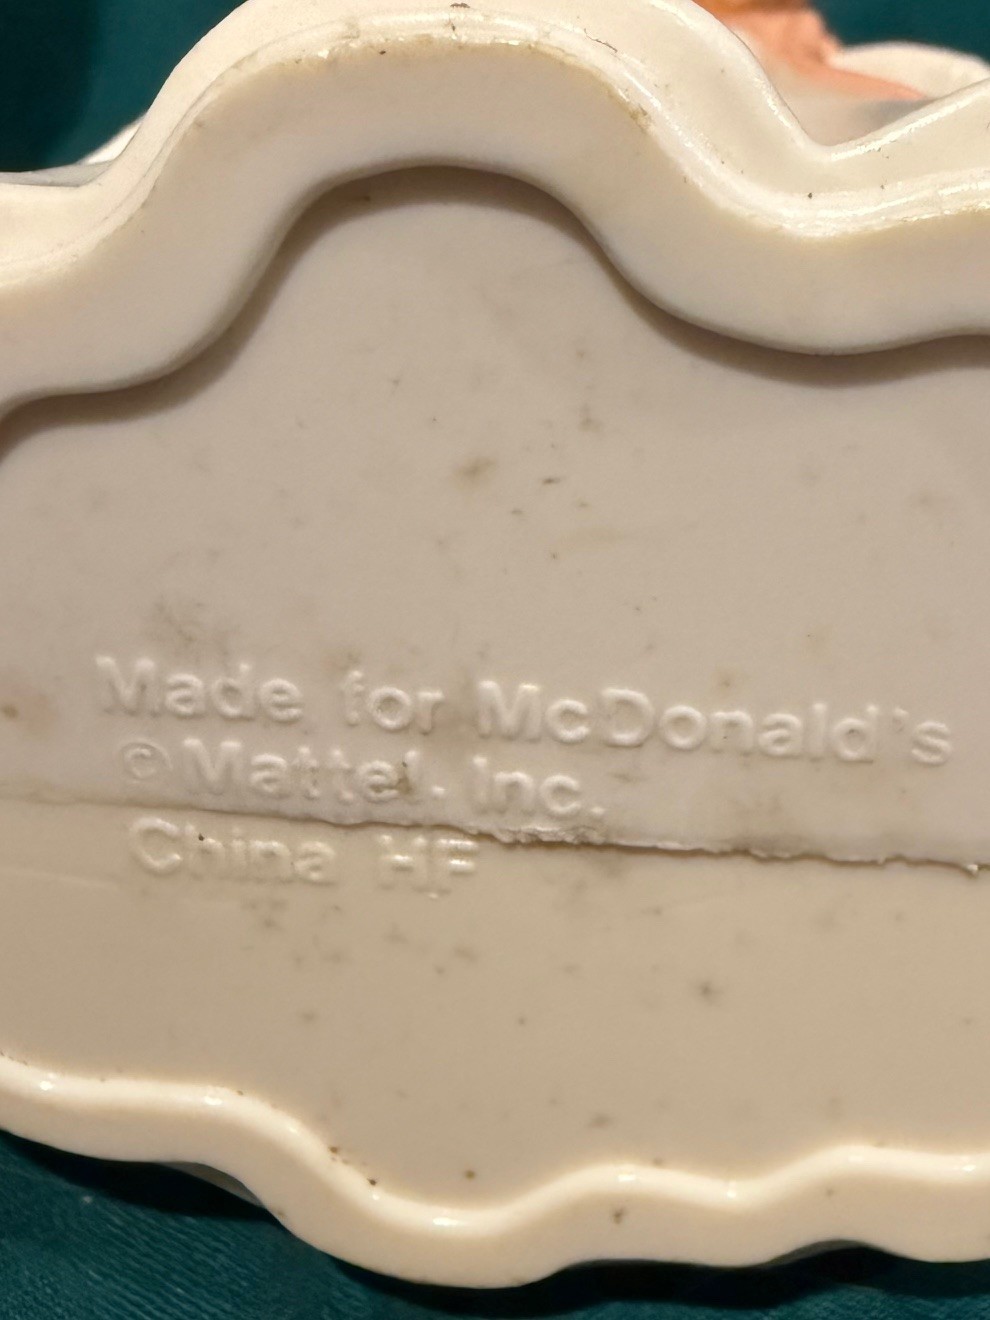 Made for McDonald's
©Mattel. Inc.
China HF